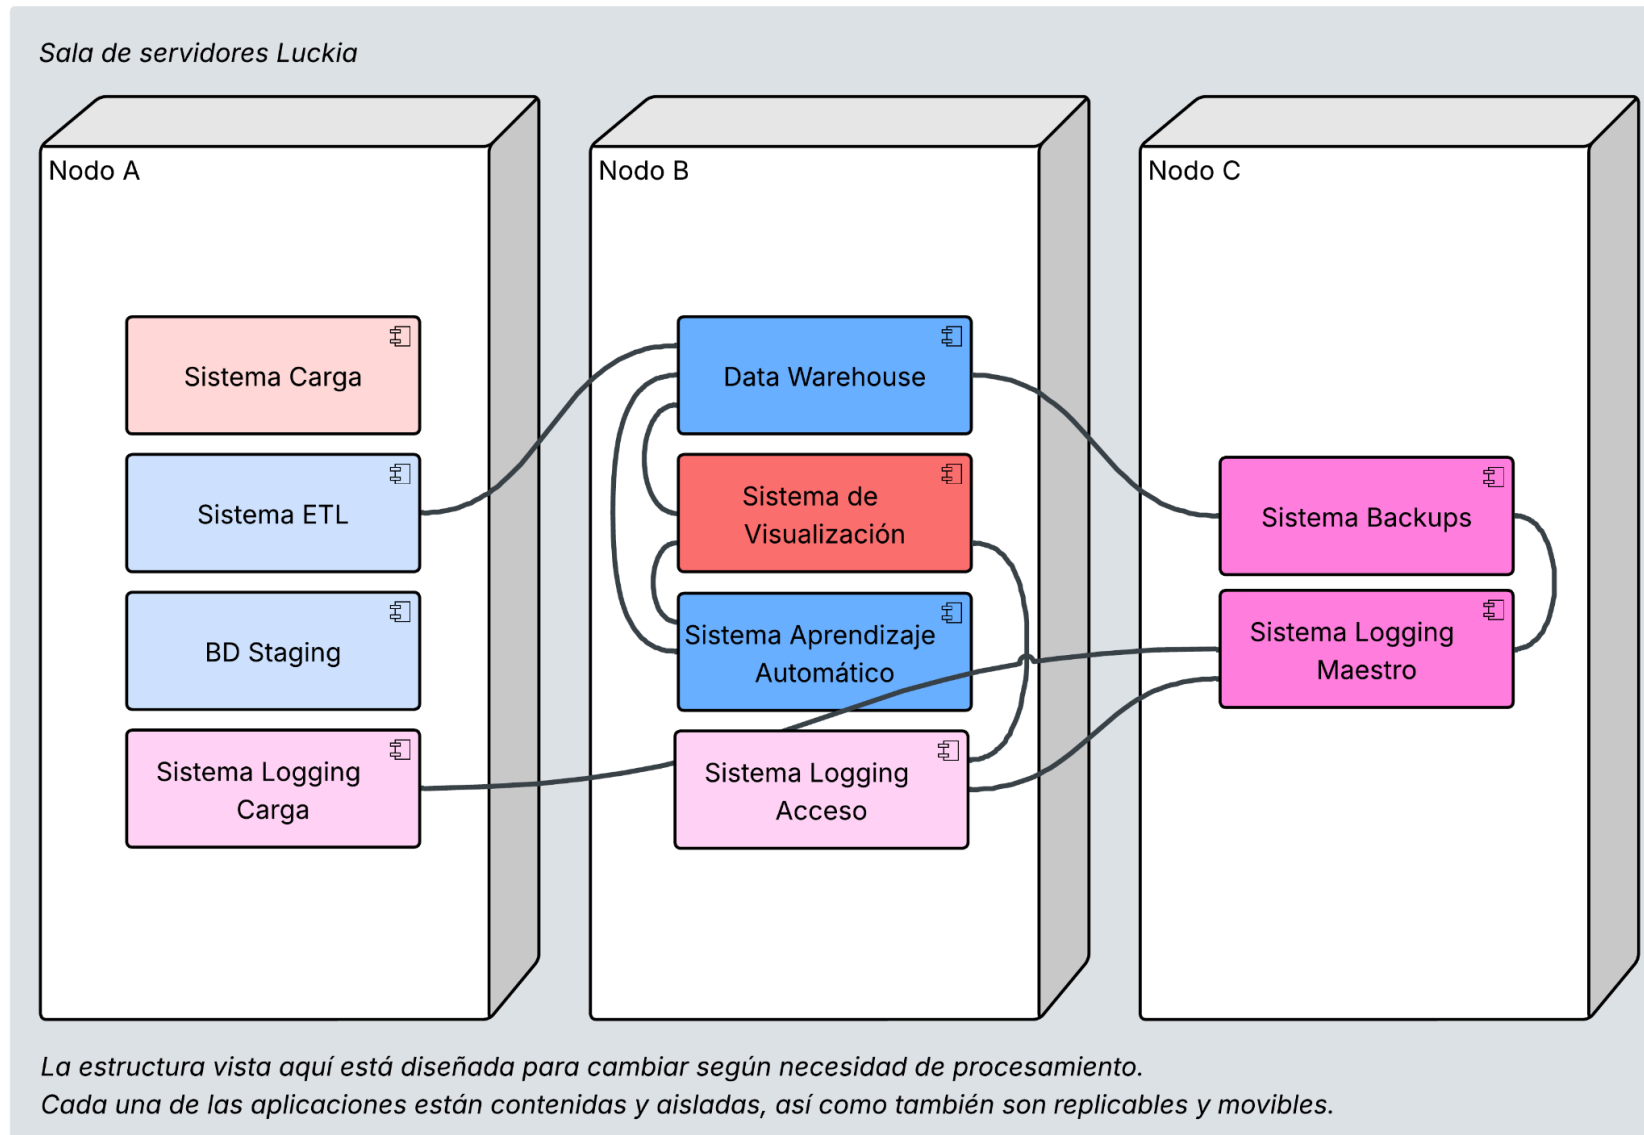 Sala de servidores Luckia
Nodo A
Sistema Carga
Sistema ETL
BD Staging
Sistema Logging
Carga
Nodo B
Data Warehouse
Sistema de
Visualización
Sistema Aprendizaje
Automático
Sistema Logging
Acceso
Nodo C
Sistema Backups
Sistema Logging
Maestro
La estructura vista aquí está diseñada para cambiar según necesidad de procesamiento.
Cada una de las aplicaciones están contenidas y aisladas, así como también son replicables y movibles.